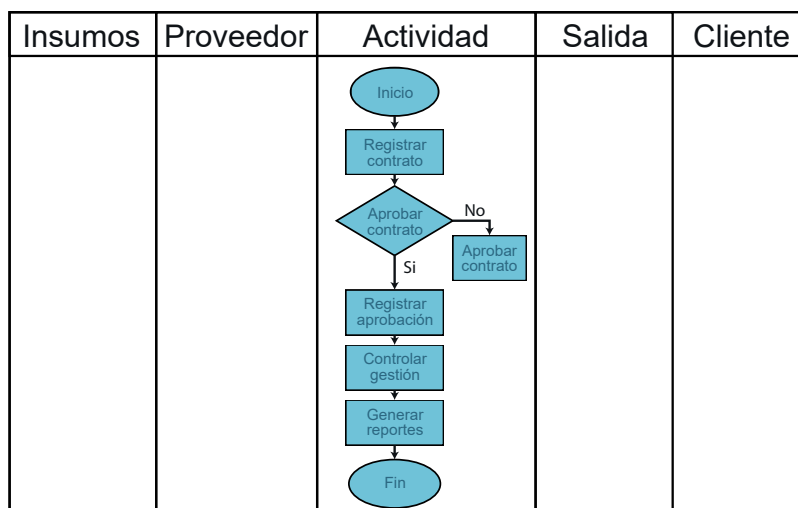 Insumos Proveedor Actividad Salida Cliente
Inicio
Registrar
contrato
Aprobar
contrato
No
Aprobar
contrato
Si
Registrar
aprobación
Controlar
gestión
Generar
reportes
Fin